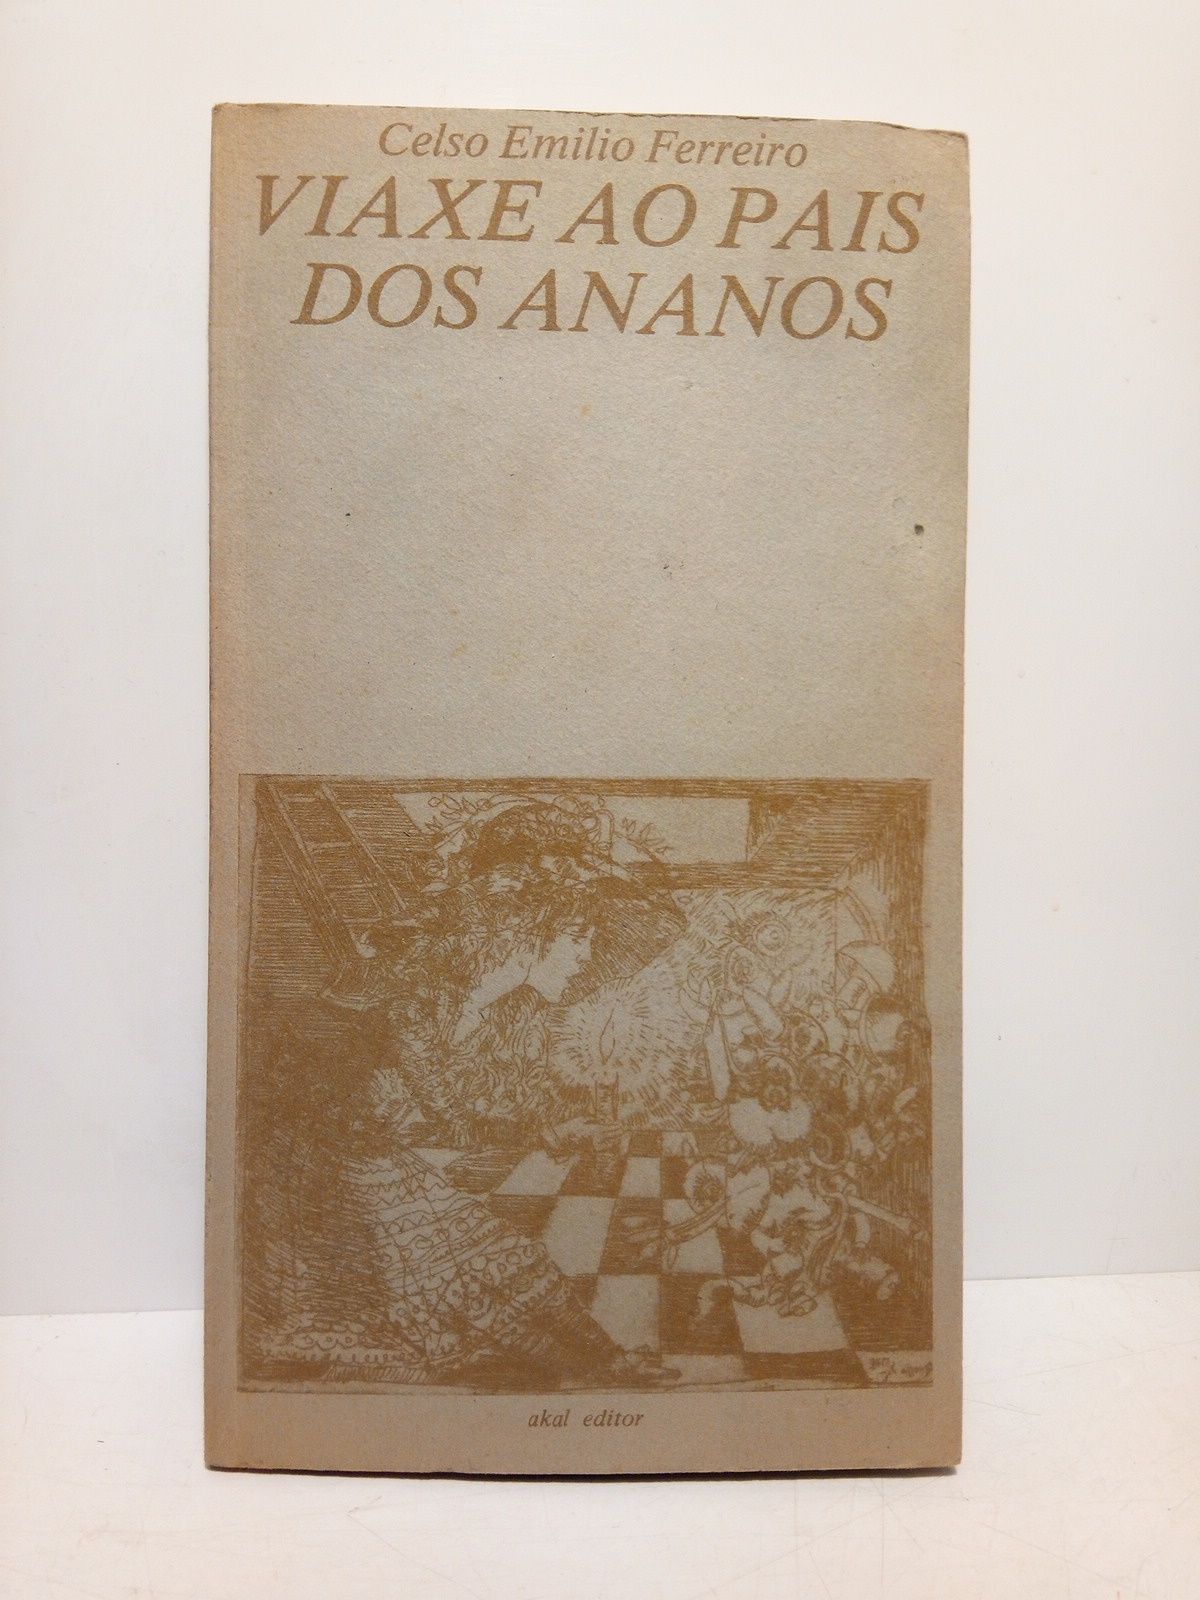 Celso Emilio Ferreiro
VIAXE AO PAIS
DOS ANANOS
akal editor